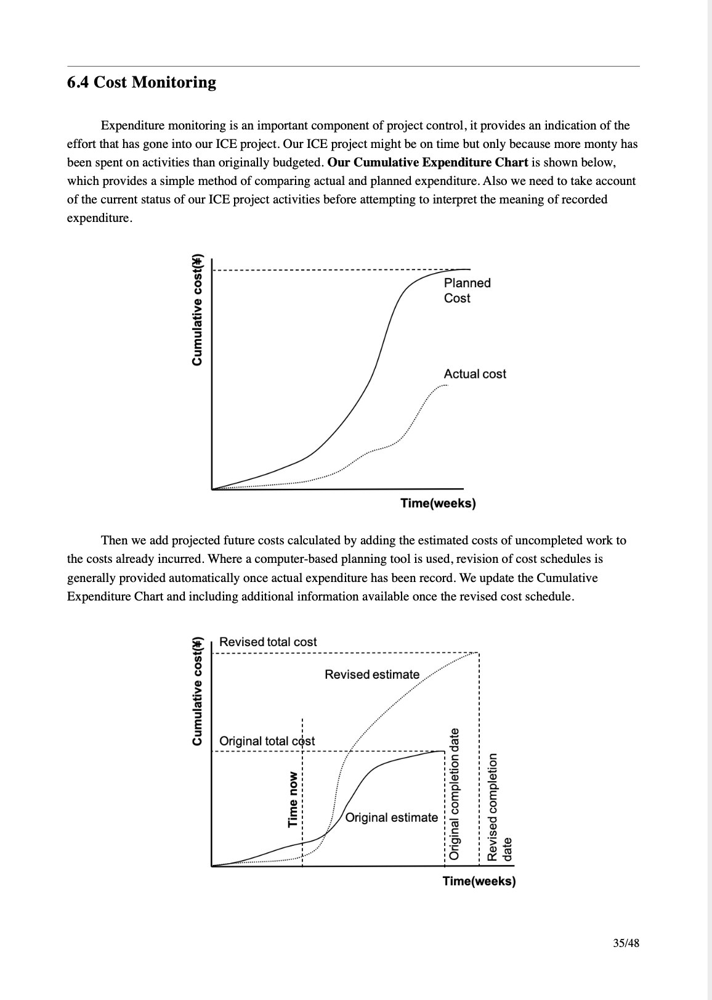 6.4 Cost Monitoring
Expenditure monitoring is an important component of project control, it provides an indication of the
effort that has gone into our ICE project. Our ICE project might be on time but only because more monty has
been spent on activities than originally budgeted. Our Cumulative Expenditure Chart is shown below,
which provides a simple method of comparing actual and planned expenditure. Also we need to take account
of the current status of our ICE project activities before attempting to interpret the meaning of recorded
expenditure.
Cumulative cost(¥)
Planned
Cost
Actual cost
Time(weeks)
Then we add projected future costs calculated by adding the estimated costs of uncompleted work to
the costs already incurred. Where a computer-based planning tool is used, revision of cost schedules is
generally provided automatically once actual expenditure has been record. We update the Cumulative
Expenditure Chart and including additional information available once the revised cost schedule.
Cumulative cost(¥)
Revised total cost
Revised estimate
Original total cost
Time now
Original estimate
Original completion date
Revised completion
date
Time(weeks)
35/48